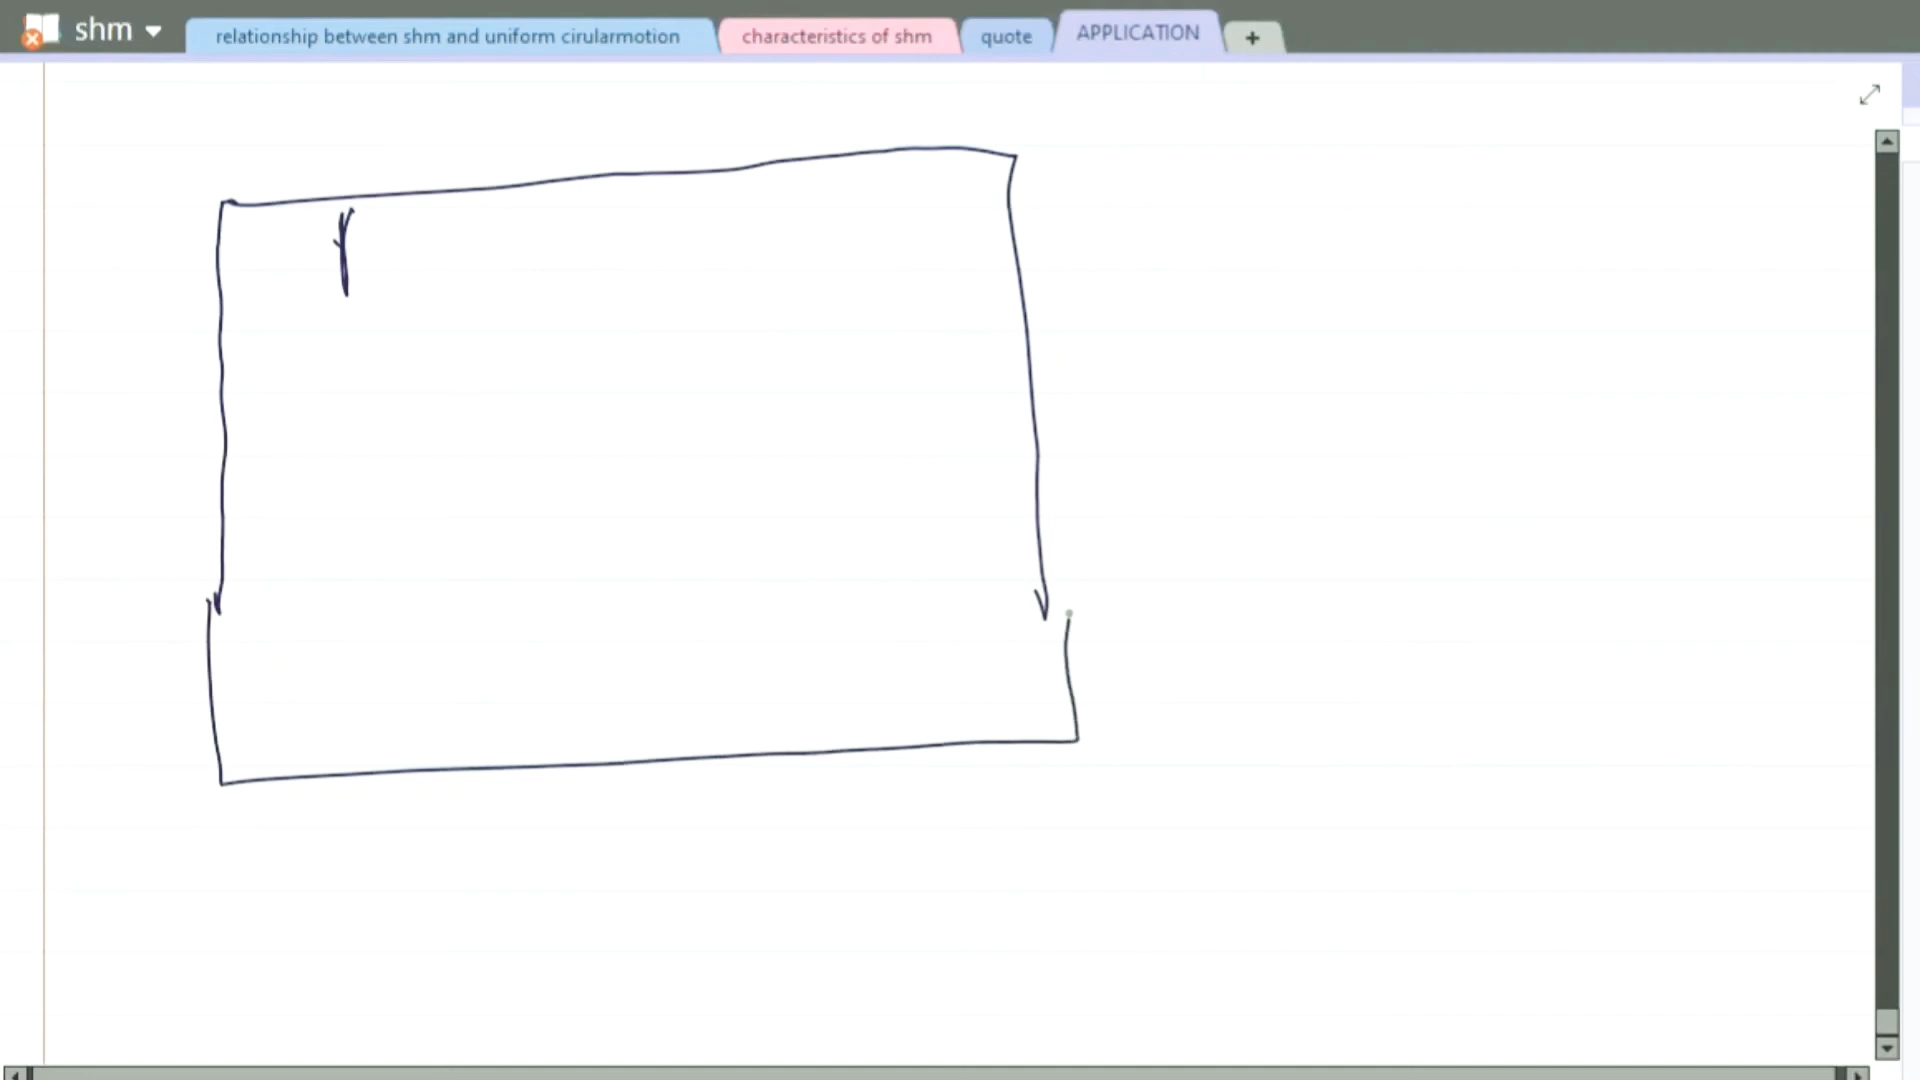 shm
relationship between shm and uniform cirularmotion
characteristics of shm
quote
APPLICATION
+